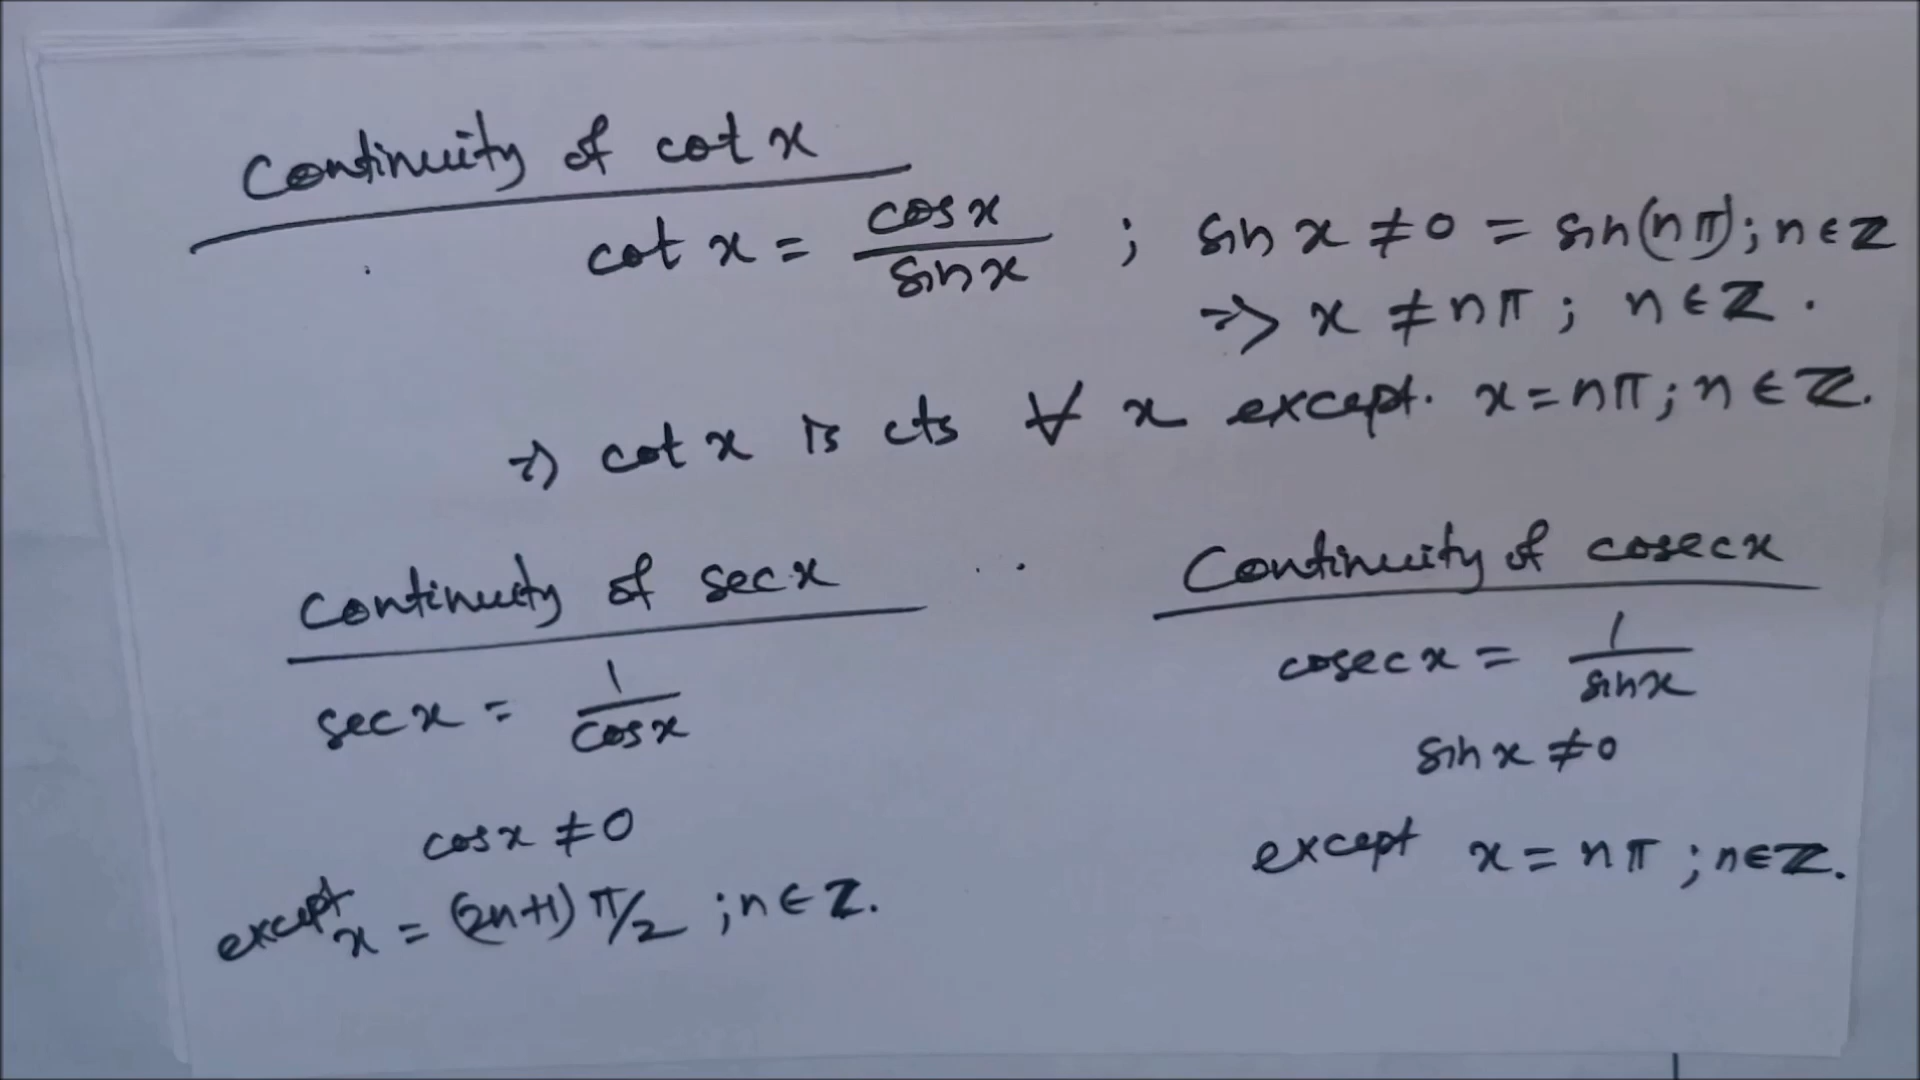 Continuity of cot x
cot x = cos x / sin x ; sin x ≠ 0 = sin(nπ); n ∈ Z
=> x ≠ nπ ; n ∈ Z .
=> cot x is cts ∀ x except. x = nπ ; n ∈ Z.
Continuity of sec x
sec x = 1 / cos x
cos x ≠ 0
except x = (2n+1) π/2 ; n ∈ Z.
Continuity of cosec x
cosec x = 1 / sin x
sin x ≠ 0
except x = nπ ; n ∈ Z.